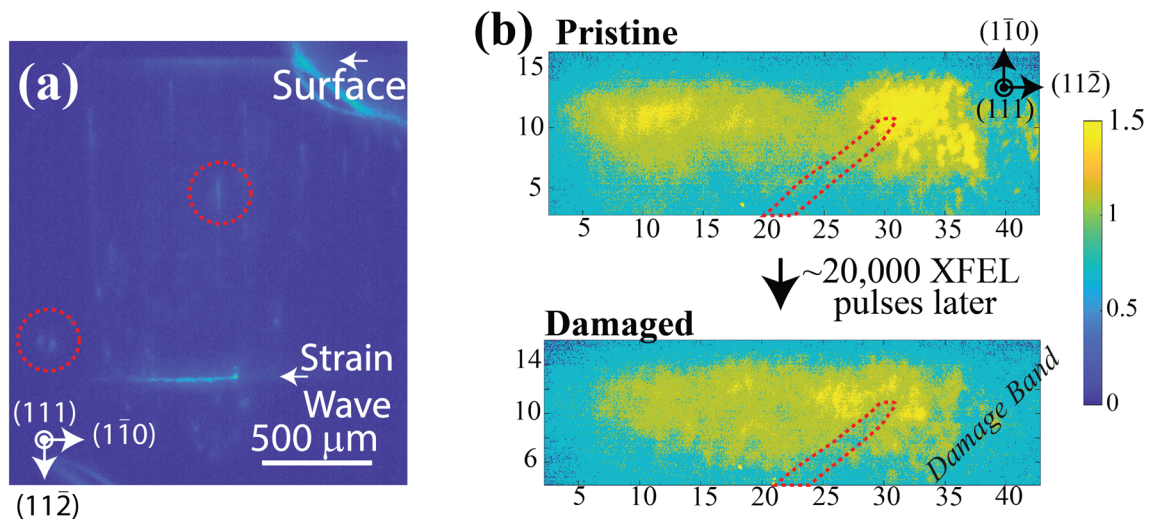 (a)
Surface
Strain
Wave
500 μm
(111)
(11̅0)
(112̅)
(b)
Pristine
15
10
5
5 10 15 20 25 30 35 40
(11̅0)
(112̅)
(111)
1.5
1
0.5
0
~20,000 XFEL
pulses later
Damaged
14
10
6
10 15 20 25 30 35 40
Damage Band